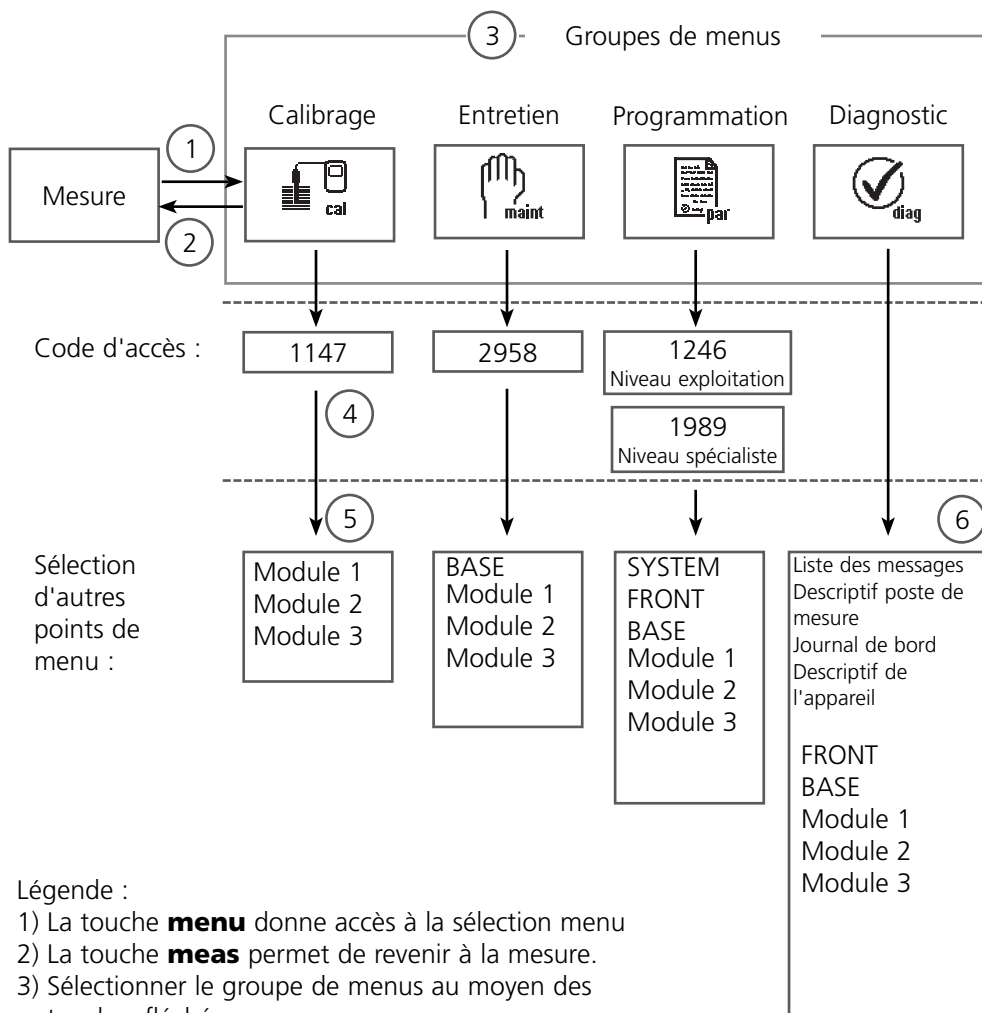 3
Groupes de menus
Calibrage
Entretien
Programmation
Diagnostic
1
Mesure
2
cal
maint
par
diag
Code d'accès :
1147
2958
1246
Niveau exploitation
1989
Niveau spécialiste
4
5
6
Sélection
d'autres
points de
menu :
Module 1
Module 2
Module 3
BASE
Module 1
Module 2
Module 3
SYSTEM
FRONT
BASE
Module 1
Module 2
Module 3
Liste des messages
Descriptif poste de
mesure
Journal de bord
Descriptif de
l'appareil
FRONT
BASE
Module 1
Module 2
Module 3
Légende :
1) La touche menu donne accès à la sélection menu
2) La touche meas permet de revenir à la mesure.
3) Sélectionner le groupe de menus au moyen des